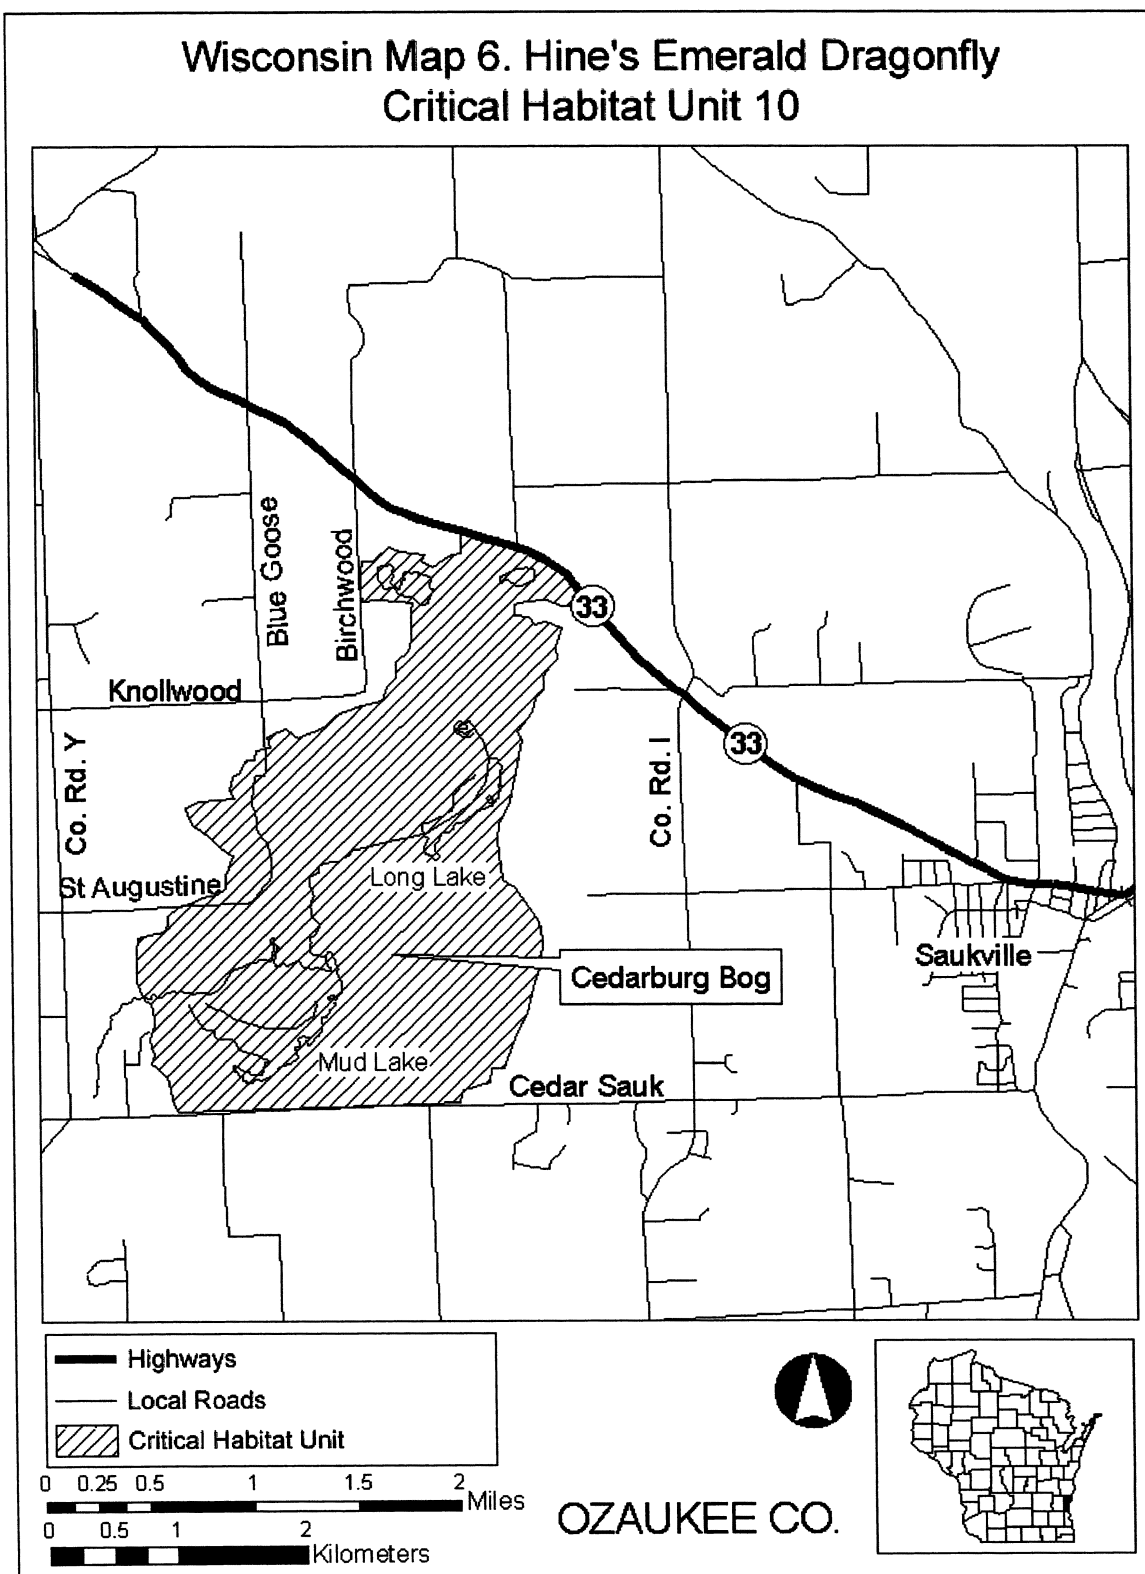 Wisconsin Map 6. Hine's Emerald Dragonfly
Critical Habitat Unit 10
Blue Goose
Birchwood
33
Knollwood
Co. Rd. Y
Co. Rd. I
33
Long Lake
St Augustine
Saukville
Cedarburg Bog
Mud Lake
Cedar Sauk
Highways
Local Roads
Critical Habitat Unit
0 0.25 0.5 1 1.5 2
Miles
0 0.5 1 2
Kilometers
OZAUKEE CO.